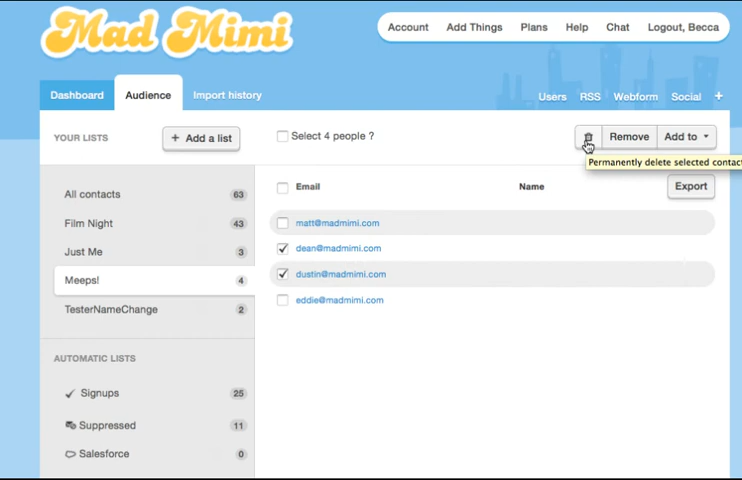 Mad Mimi
Account Add Things Plans Help Chat Logout, Becca
Dashboard Audience Import history Users RSS Webform Social +
YOUR LISTS + Add a list Select 4 people ? Remove Add to
Permanently delete selected contac
Email Name Export
All contacts 63
Film Night 43
Just Me 3
Meeps! 4
TesterNameChange 2
matt@madmimi.com
dean@madmimi.com
dustin@madmimi.com
eddie@madmimi.com
AUTOMATIC LISTS
Signups 25
Suppressed 11
Salesforce 0